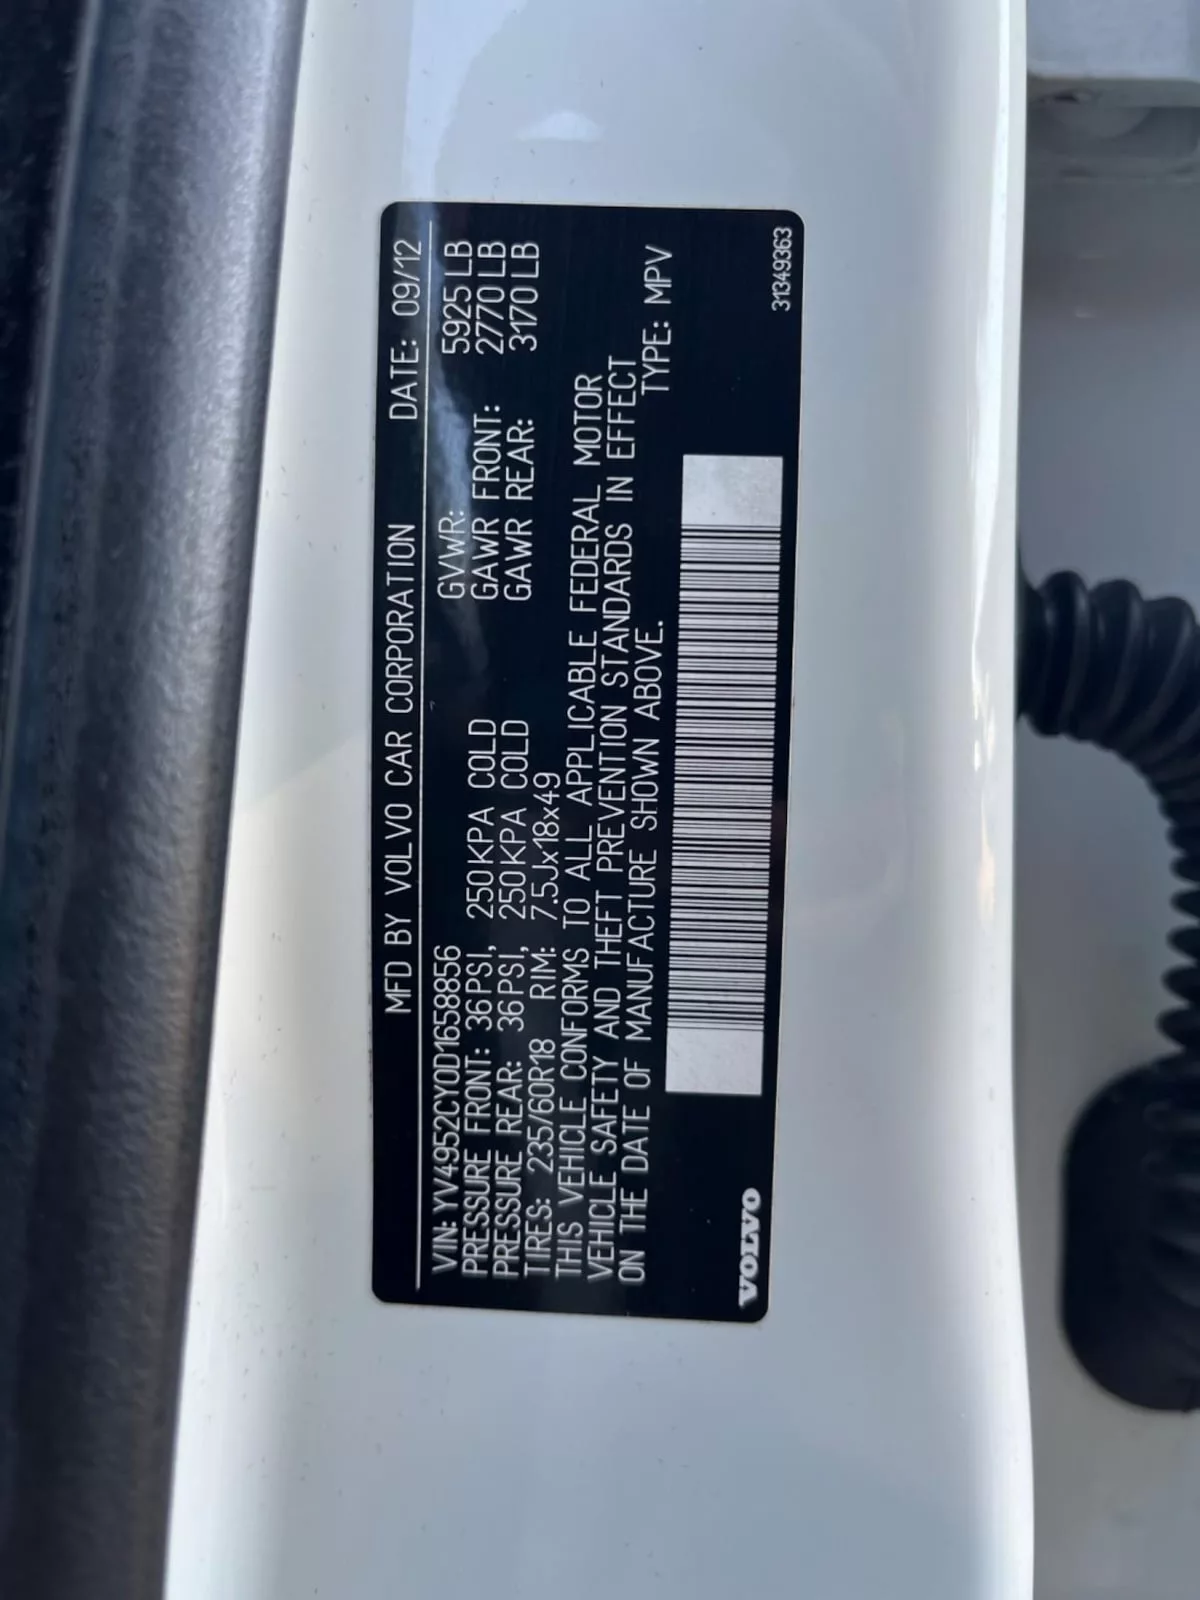 MFD BY VOLVO CAR CORPORATION DATE: 09/12
VIN: YV4952CY0D1658856 GVWR: 5925 LB
PRESSURE FRONT: 36PSI, 250KPA COLD GAWR FRONT: 2770 LB
PRESSURE REAR: 36PSI, 250KPA COLD GAWR REAR: 3170 LB
TIRES: 235/60R18 RIM: 7.5Jx18x49
THIS VEHICLE CONFORMS TO ALL APPLICABLE FEDERAL MOTOR
VEHICLE SAFETY AND THEFT PREVENTION STANDARDS IN EFFECT
ON THE DATE OF MANUFACTURE SHOWN ABOVE. TYPE: MPV
VOLVO 31349363